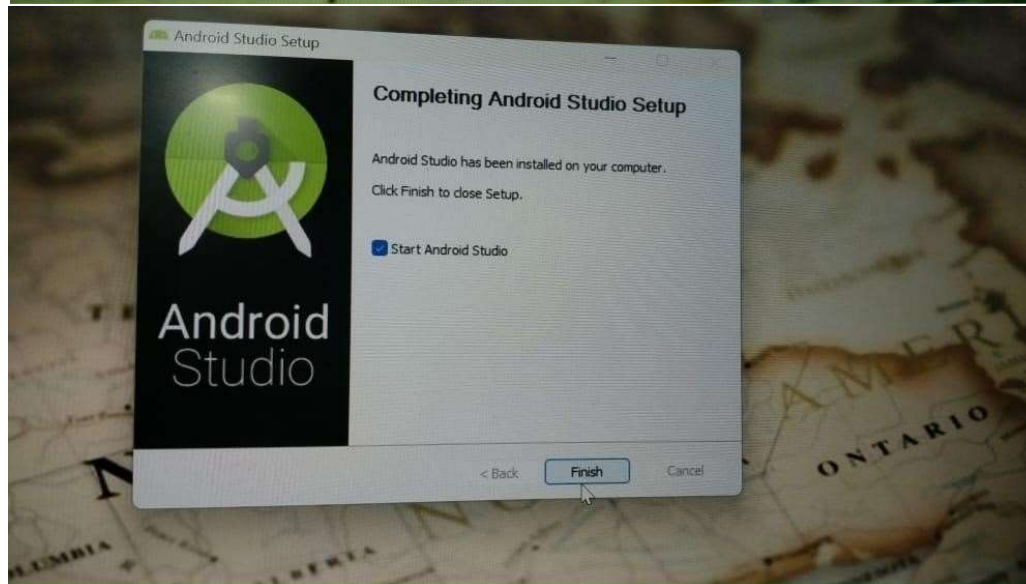 Android Studio Setup
Completing Android Studio Setup
Android Studio has been installed on your computer.
Click Finish to close Setup.
Start Android Studio
Android
Studio
< Back
Finish
Cancel
ONTARIO